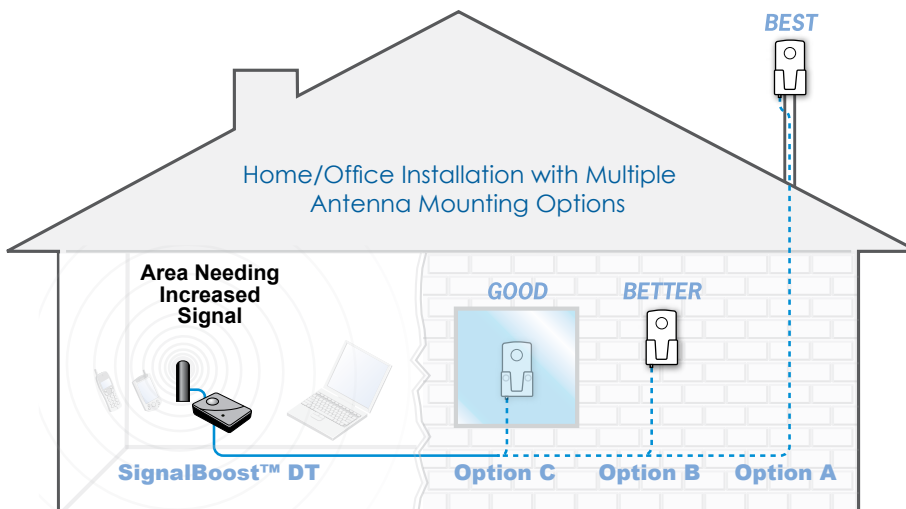 BEST
Home/Office Installation with Multiple
Antenna Mounting Options
Area Needing
Increased
Signal
GOOD
BETTER
SignalBoost™ DT
Option C
Option B
Option A